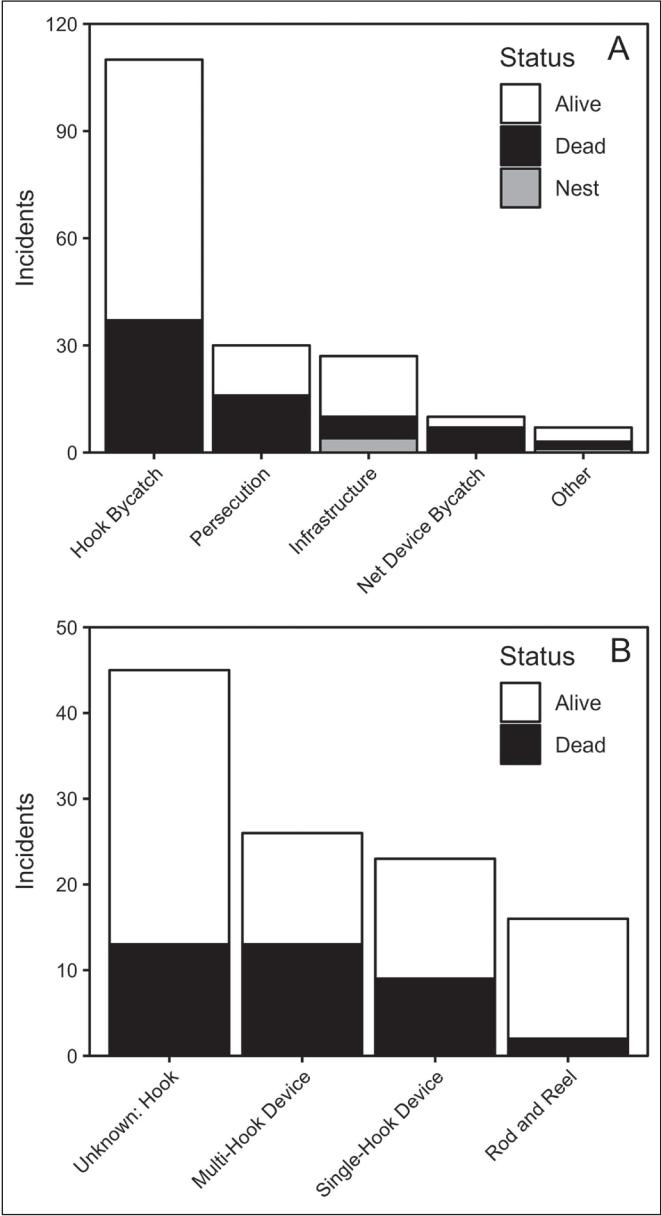 A
Status
Alive
Dead
Nest
120
90
60
30
0
Incidents
Hook Bycatch
Persecution
Infrastructure
Net Device Bycatch
Other
B
Status
Alive
Dead
50
40
30
20
10
0
Incidents
Unknown: Hook
Multi-Hook Device
Single-Hook Device
Rod and Reel